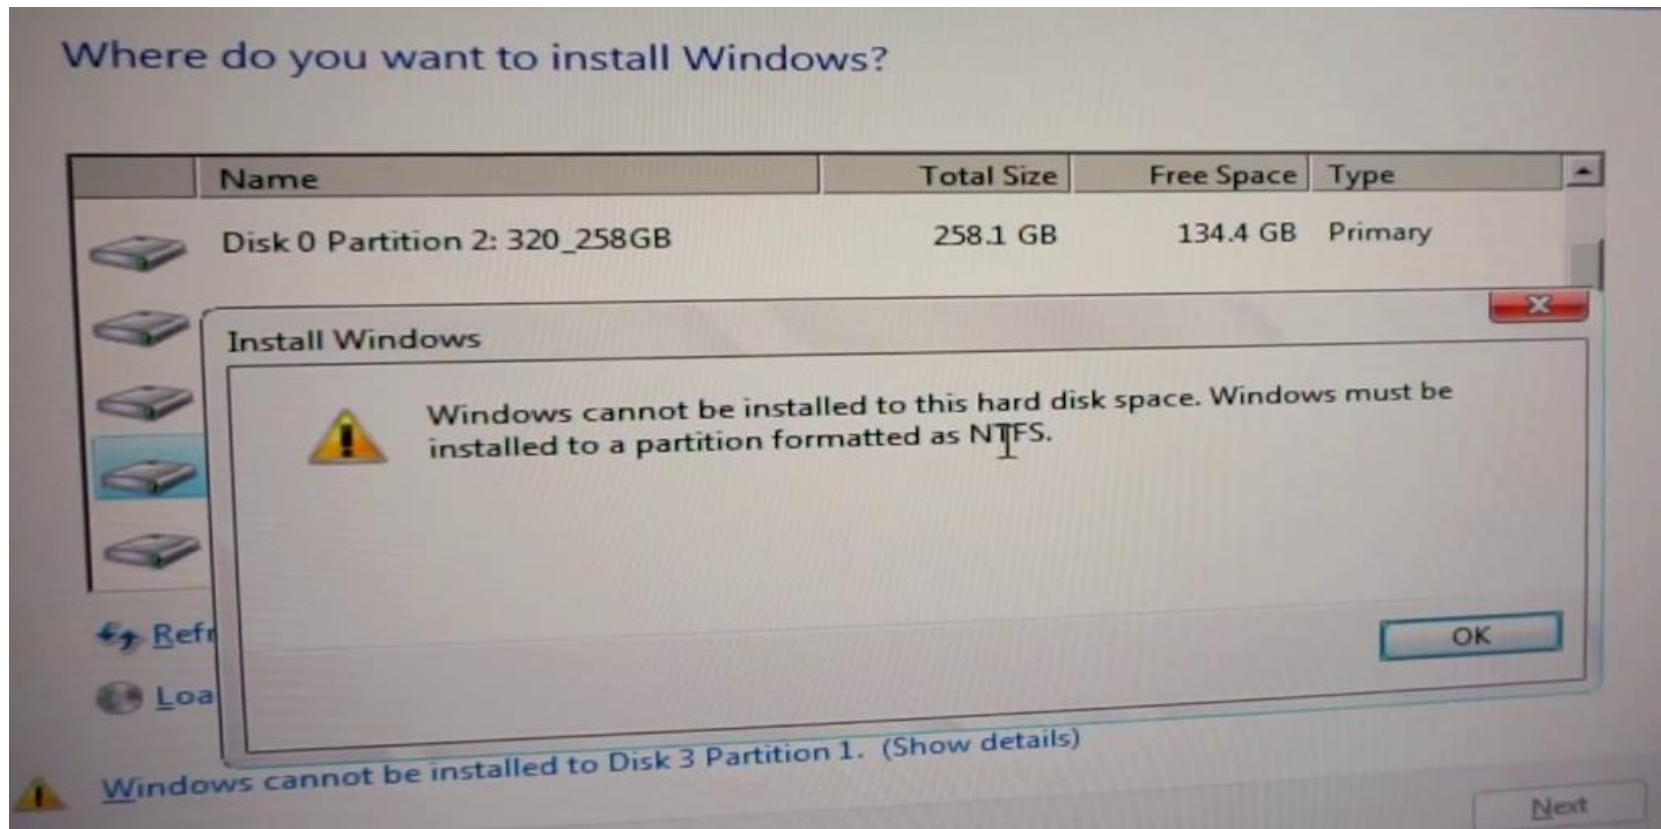 Where do you want to install Windows?
Name Total Size Free Space Type
Disk 0 Partition 2: 320_258GB 258.1 GB 134.4 GB Primary
Install Windows
Windows cannot be installed to this hard disk space. Windows must be
installed to a partition formatted as NTFS.
OK
Refr
Loa
Windows cannot be installed to Disk 3 Partition 1. (Show details)
Next